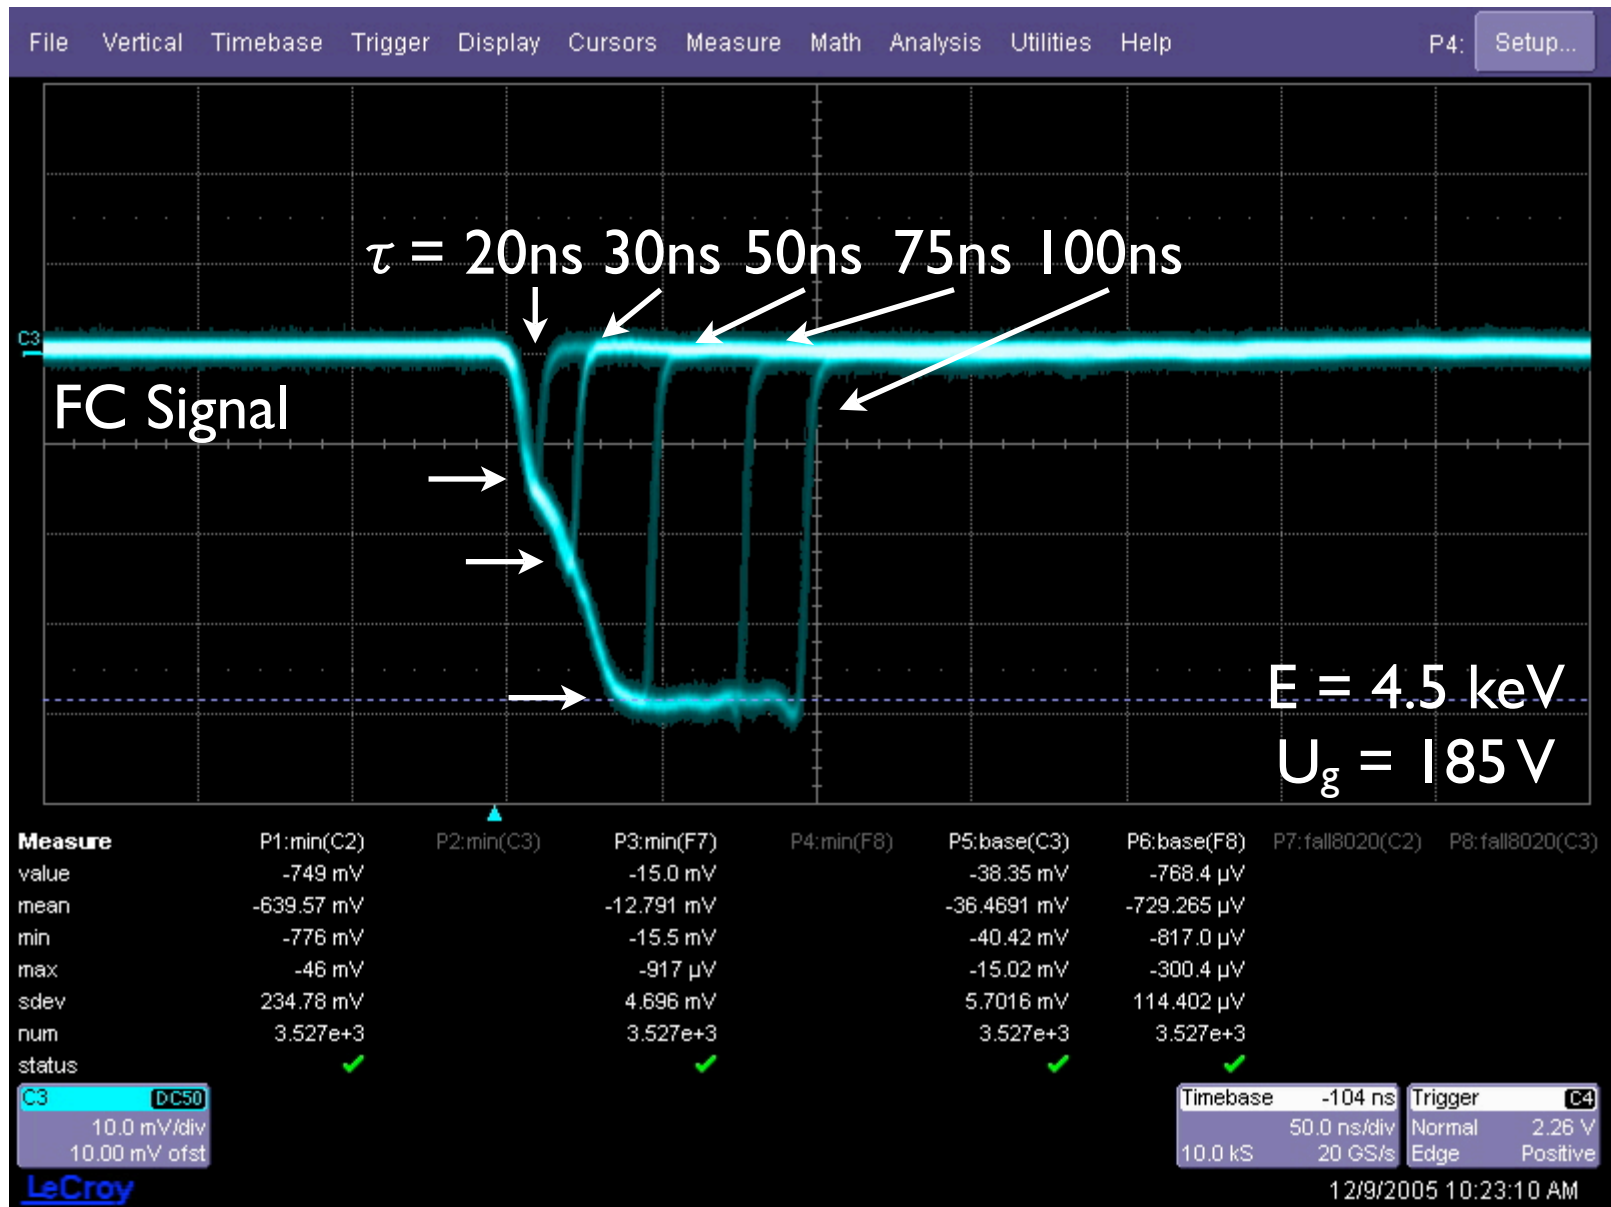 File Vertical Timebase Trigger Display Cursors Measure Math Analysis Utilities Help P4: Setup...
τ = 20ns 30ns 50ns 75ns 100ns
C3
1
FC Signal
E = 4.5 keV
Ug = 185 V
Measure P1:min(C2) P2:min(C3) P3:min(F7) P4:min(F8) P5:base(C3) P6:base(F8) P7:fall8020(C2) P8:fall8020(C3)
value -749 mV -15.0 mV -38.35 mV -768.4 µV
mean -639.57 mV -12.791 mV -36.4691 mV -729.265 µV
min -776 mV -15.5 mV -40.42 mV -817.0 µV
max -46 mV -917 µV -15.02 mV -300.4 µV
sdev 234.78 mV 4.696 mV 5.7016 mV 114.402 µV
num 3.527e+3 3.527e+3 3.527e+3 3.527e+3
status
C3 DC50
10.0 mV/div
10.00 mV ofst
Timebase -104 ns
50.0 ns/div
10.0 kS 20 GS/s
Trigger C4
Normal 2.26 V
Edge Positive
LeCroy
12/9/2005 10:23:10 AM